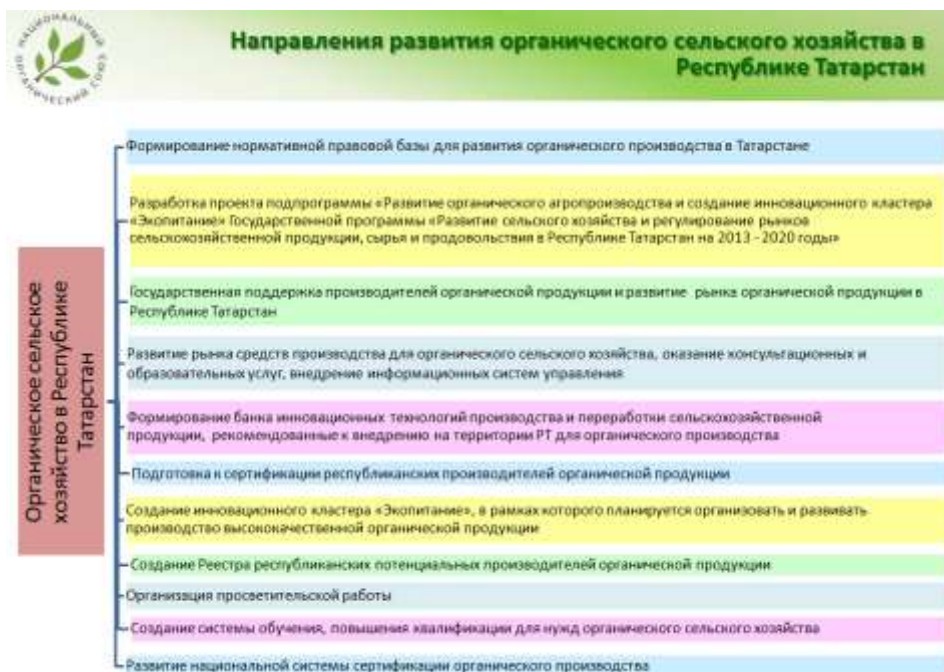 НАЦИОНАЛЬНЫЙ
ОРГАНИЧЕСКИЙ СОЮЗ
Направления развития органического сельского хозяйства в
Республике Татарстан
Органическое сельское
хозяйство в Республике
Татарстан
Формирование нормативной правовой базы для развития органического производства в Татарстане
Разработка проекта подпрограммы «Развитие органического агропроизводства и создание инновационного кластера
«Экопитание» Государственной программы «Развитие сельского хозяйства и регулирование рынков
сельскохозяйственной продукции, сырья и продовольствия в Республике Татарстан на 2013 -2020 годы»
Государственная поддержка производителей органической продукции и развитие рынка органической продукции в
Республике Татарстан
Развитие рынка средств производства для органического сельского хозяйства, оказание консультационных и
образовательных услуг, внедрение информационных систем управления
Формирование банка инновационных технологий производства и переработки сельскохозяйственной
продукции, рекомендованные к внедрению на территории РТ для органического производства
Подготовка к сертификации республиканских производителей органической продукции
Создание инновационного кластера «Экопитание», в рамках которого планируется организовать и развивать
производство высококачественной органической продукции
Создание Реестра республиканских потенциальных производителей органической продукции
Организация просветительской работы
Создание системы обучения, повышения квалификации для нужд органического сельского хозяйства
Развитие национальной системы сертификации органического производства